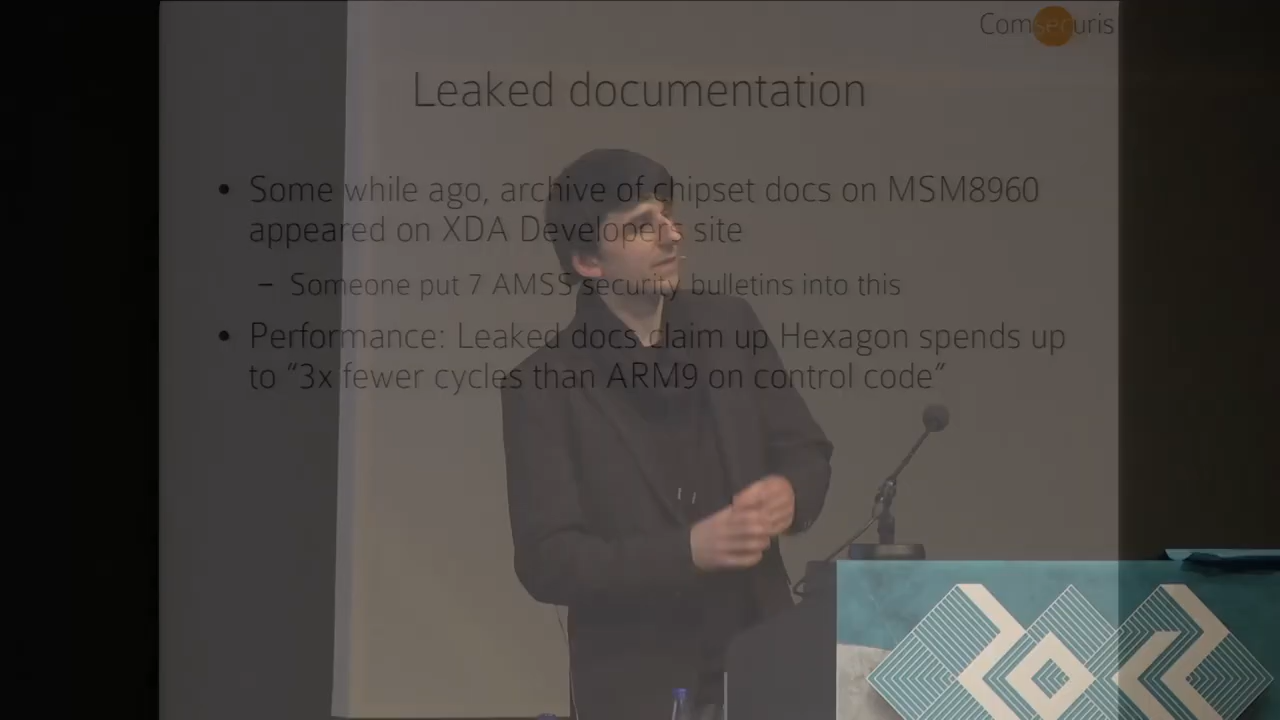 Comsecuris
Leaked documentation
• Some while ago, archive of chipset docs on MSM8960
appeared on XDA Developers site
– Someone put 7 AMSS security bulletins into this
• Performance: Leaked docs claim up Hexagon spends up
to “3x fewer cycles than ARM9 on control code”